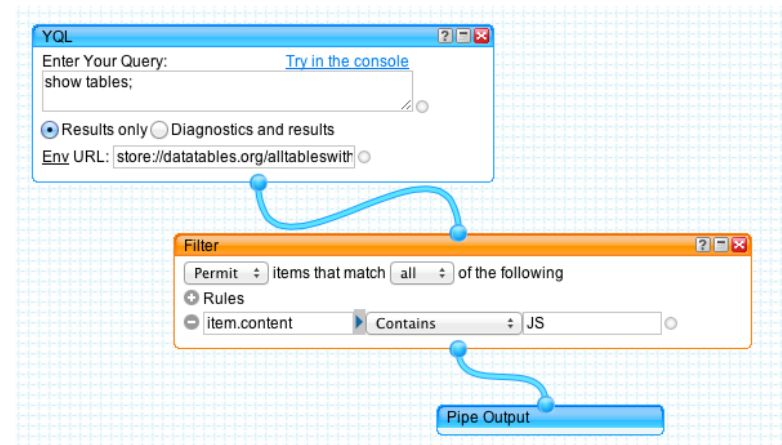 YQL
Enter Your Query: Try in the console
show tables;
Results only Diagnostics and results
Env URL: store://datatables.org/alltableswith
Filter
Permit items that match all of the following
Rules
item.content Contains JS
Pipe Output